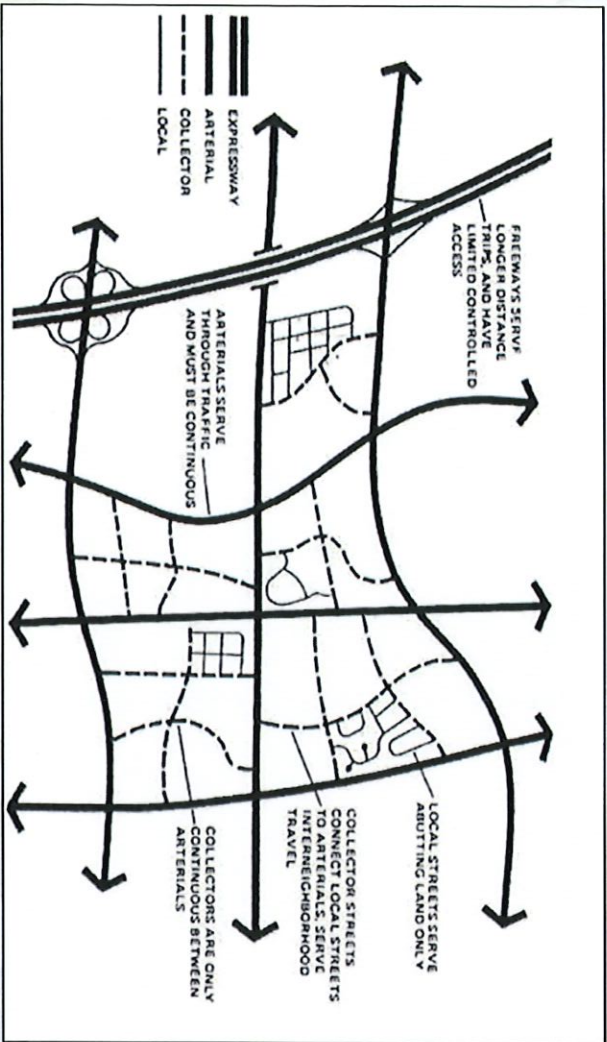 FREEWAYS SERVE
LONGER DISTANCE
TRIPS, AND HAVE
LIMITED CONTROLLED
ACCESS
LOCAL STREETS SERVE
ABUTTING LAND ONLY
COLLECTOR STREETS
CONNECT LOCAL STREETS
TO ARTERIALS, SERVE
INTERNEIGHBORHOOD
TRAVEL
ARTERIALS SERVE
THROUGH TRAFFIC
AND MUST BE CONTINUOUS
COLLECTORS ARE ONLY
CONTINUOUS BETWEEN
ARTERIALS
EXPRESSWAY
ARTERIAL
COLLECTOR
LOCAL